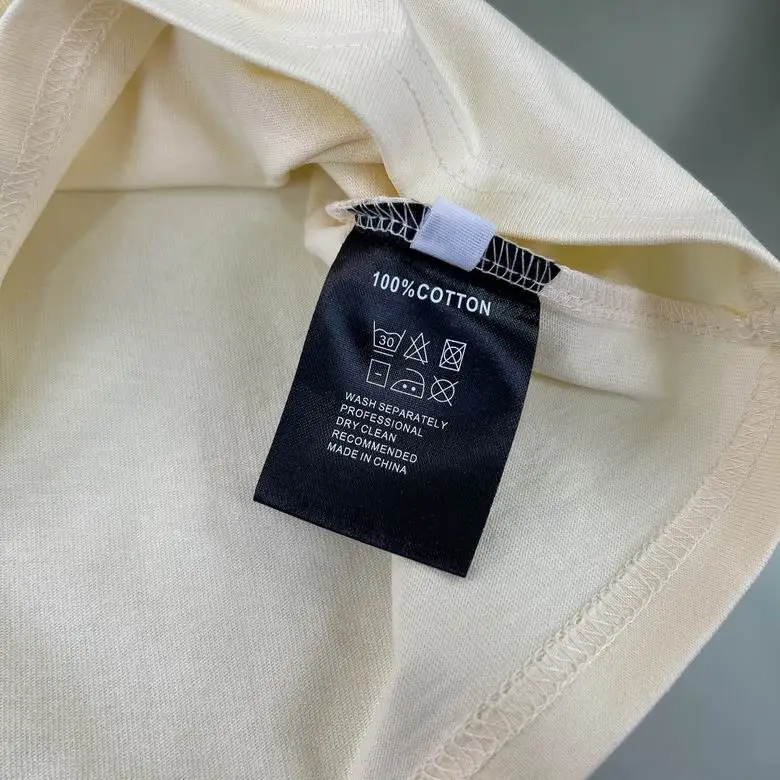 100%COTTON
30
WASH SEPARATELY
PROFESSIONAL
DRY CLEAN
RECOMMENDED
MADE IN CHINA